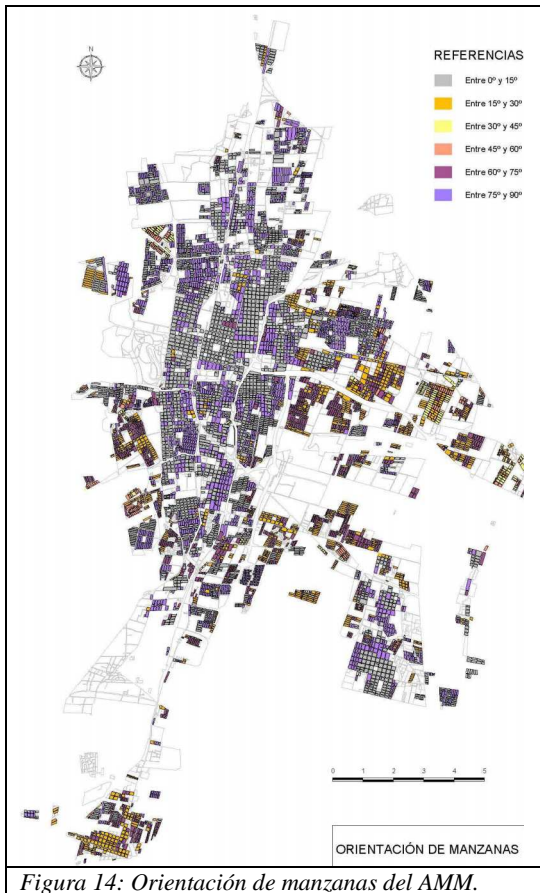 N
REFERENCIAS
Entre 0º y 15º
Entre 15º y 30º
Entre 30º y 45º
Entre 45º y 60º
Entre 60º y 75º
Entre 75º y 90º
0 1 2 3 4 5
ORIENTACIÓN DE MANZANAS
Figura 14: Orientación de manzanas del AMM.